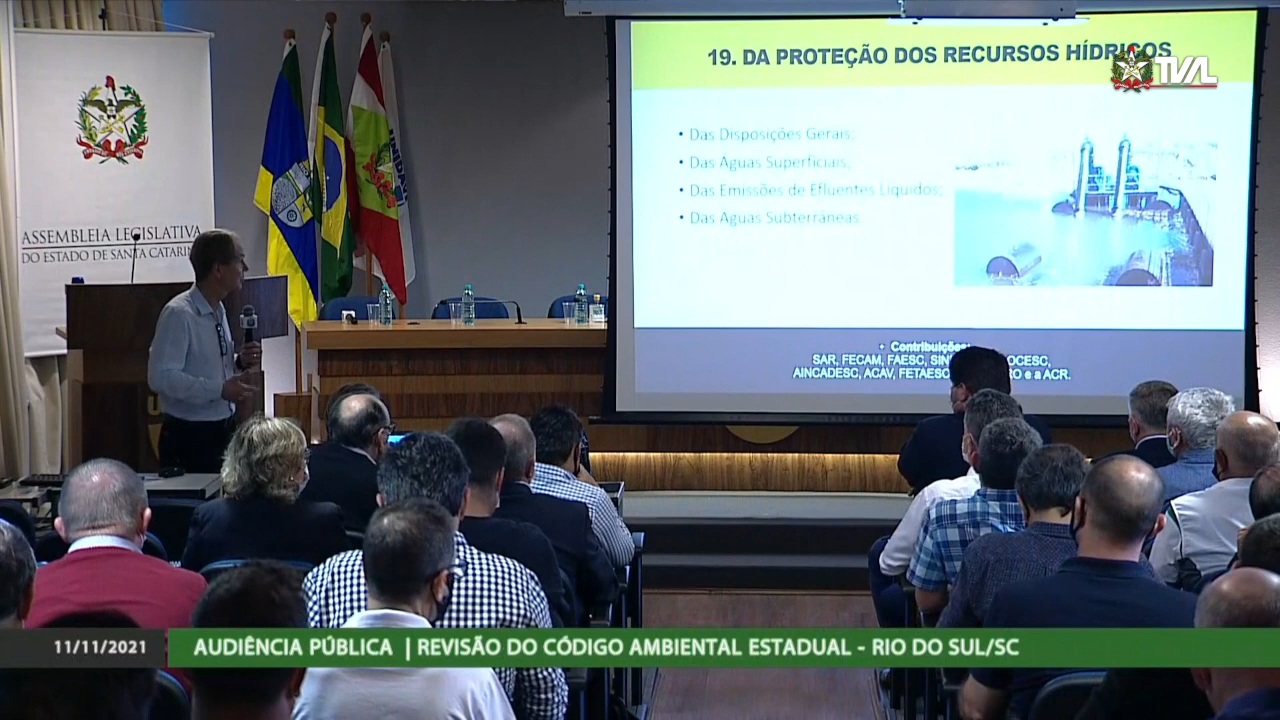 19. DA PROTEÇÃO DOS RECURSOS HÍDRICOS
TVAL
• Das Disposições Gerais;
• Das Águas Superficiais;
• Das Emissões de Efluentes Líquidos;
• Das Águas Subterrâneas
• Contribuições:
SAR, FECAM, FAESC, OCESC,
AINCADESC, ACAV, e a ACR.
ASSEMBLEIA LEGISLATIVA
DO ESTADO DE SANTA CATARINA
11/11/2021
AUDIÊNCIA PÚBLICA | REVISÃO DO CÓDIGO AMBIENTAL ESTADUAL - RIO DO SUL/SC